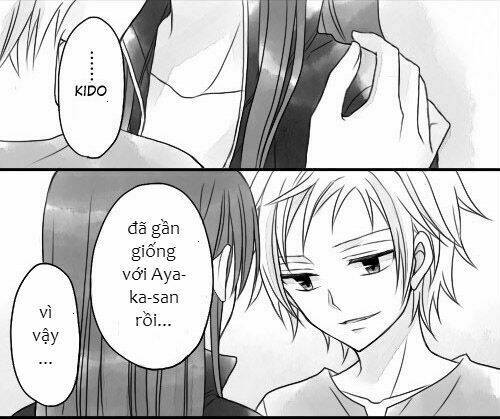 ......
KIDO
đã gần
giống
với Aya-
ka-san
rồi...
vì
vậy
...